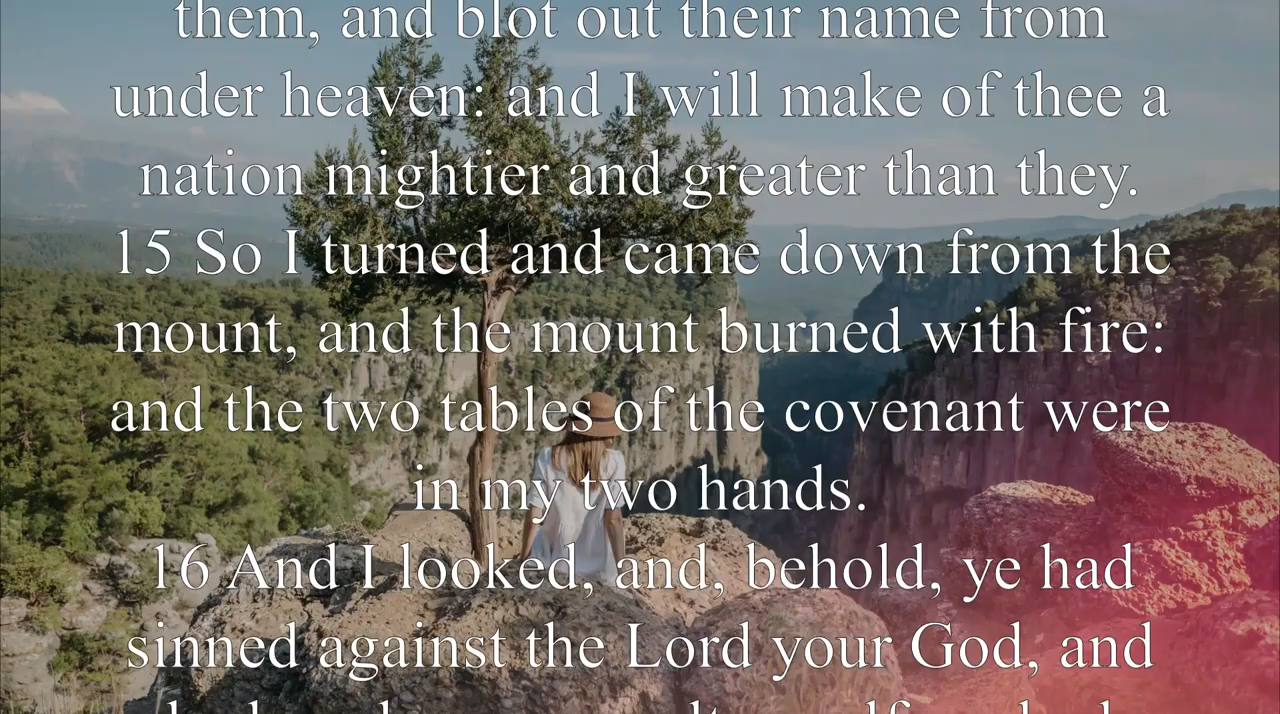 them, and blot out their name from
under heaven: and I will make of thee a
nation mightier and greater than they.
15 So I turned and came down from the
mount, and the mount burned with fire:
and the two tables of the covenant were
in my two hands.
16 And I looked, and, behold, ye had
sinned against the Lord your God, and